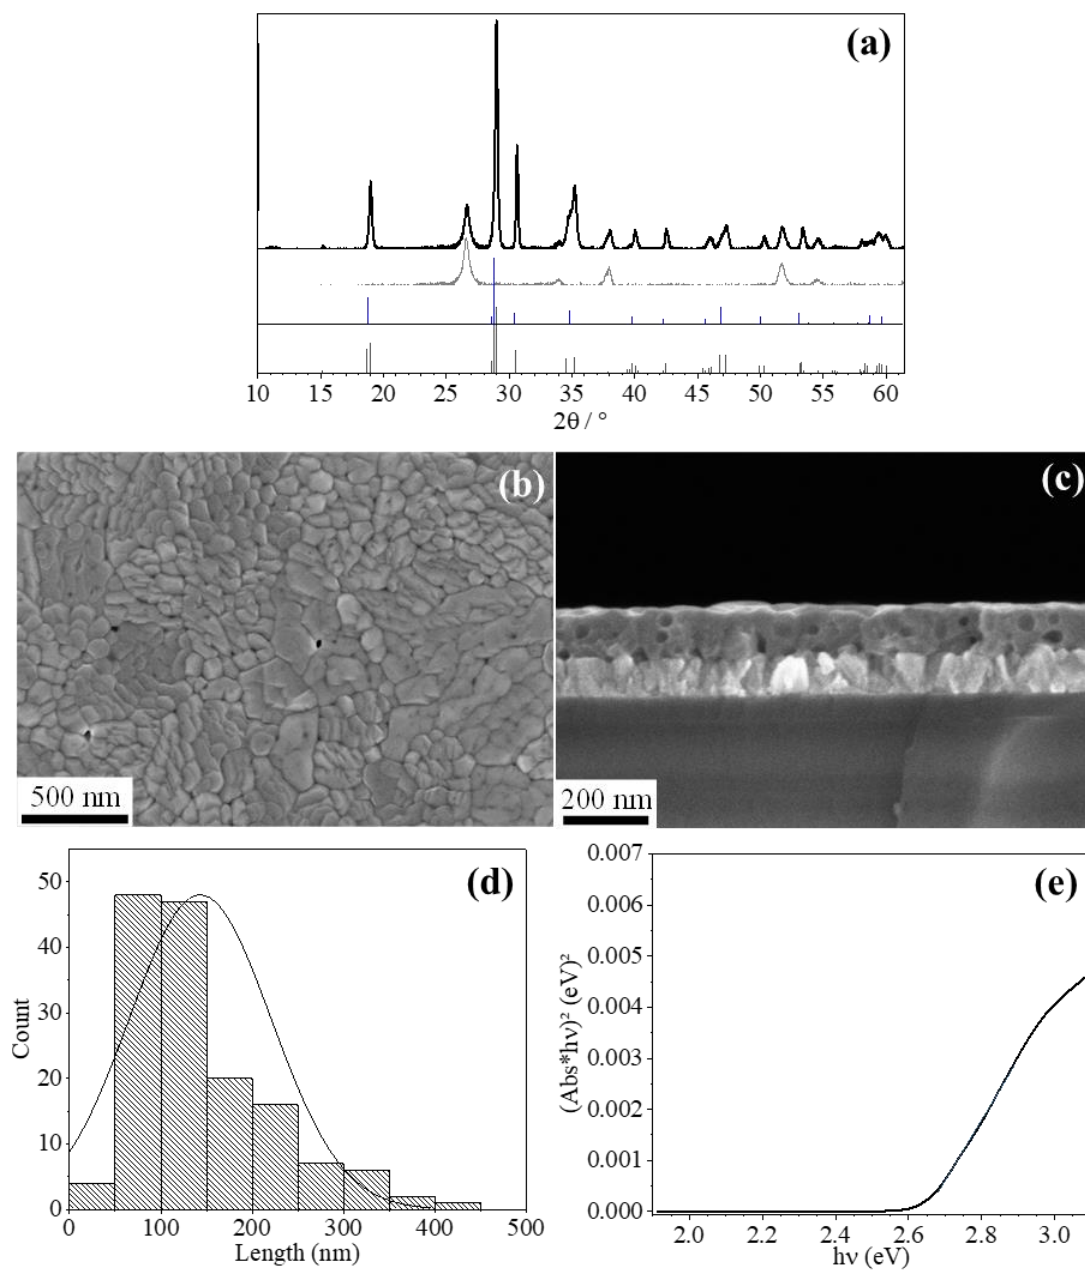 (a)
10 15 20 25 30 35 40 45 50 55 60
2θ / °
(b)
(c)
500 nm
200 nm
(d)
50
40
30
20
10
0
Count
0 100 200 300 400 500
Length (nm)
(e)
0.007
0.006
0.005
0.004
0.003
0.002
0.001
0.000
(Abs*hν)² (eV)²
2.0 2.2 2.4 2.6 2.8 3.0
hν (eV)